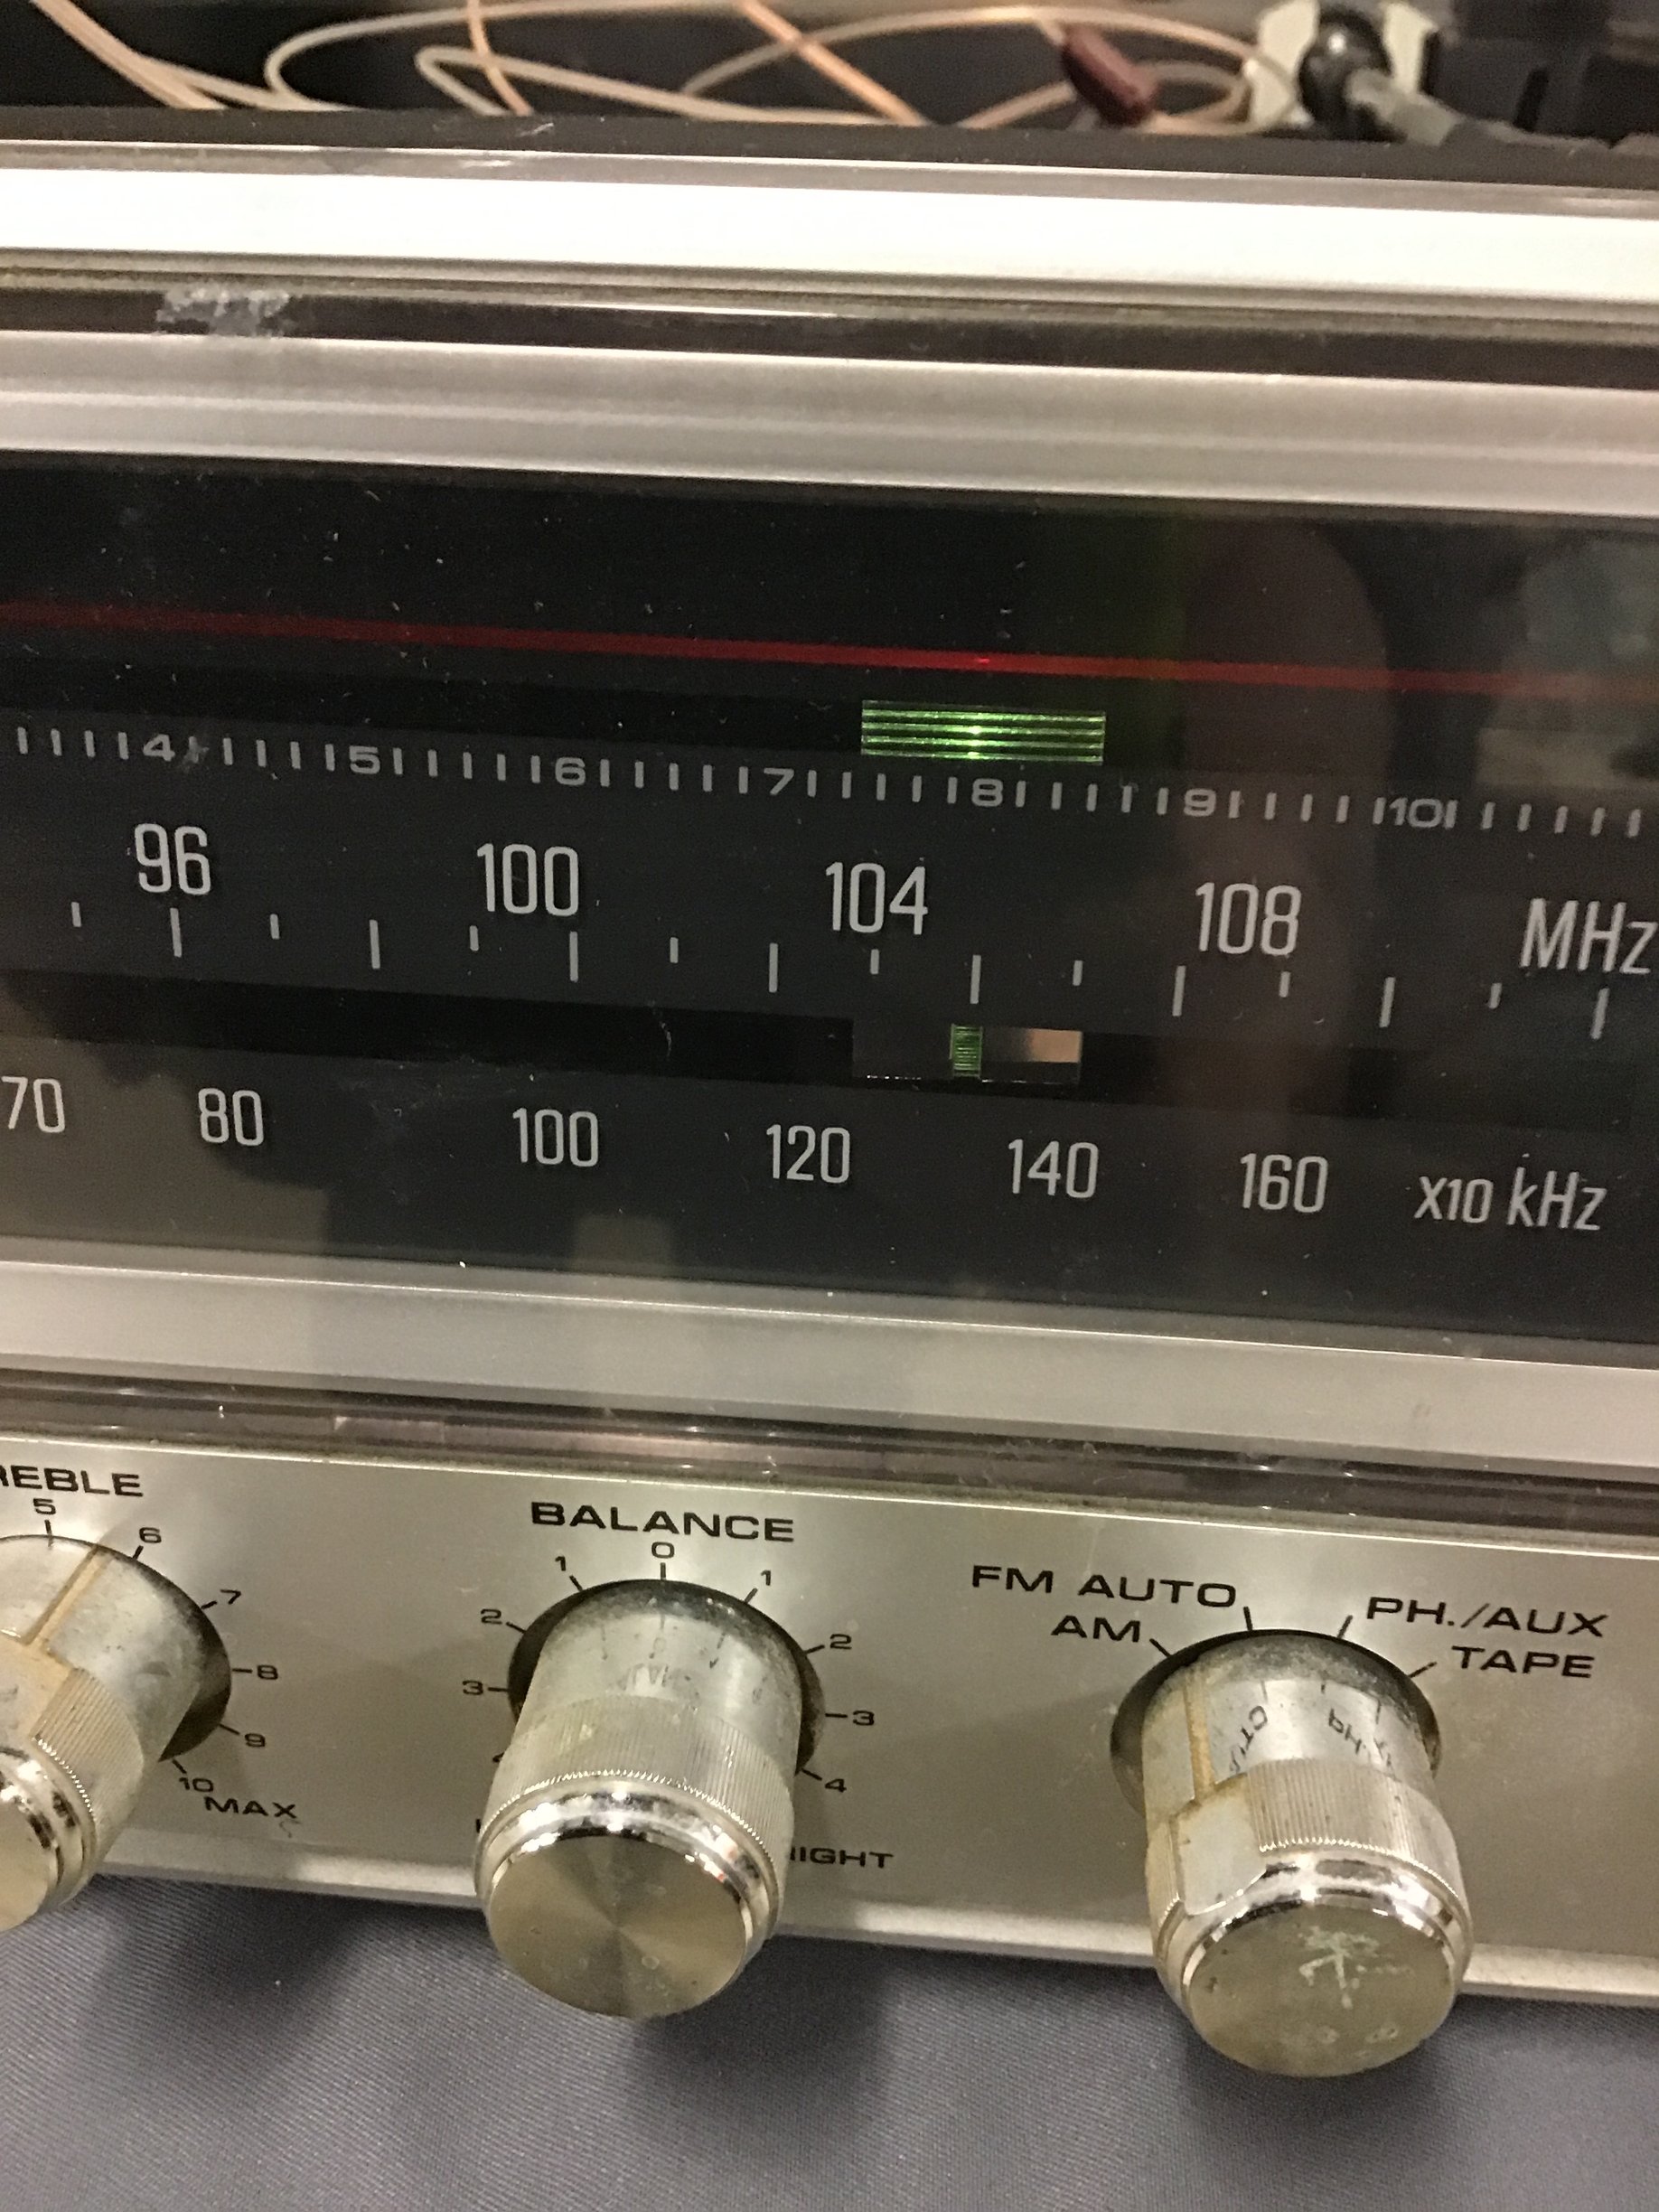 4 5 6 7 8 9 10
96 100 104 108 MHz
70 80 100 120 140 160 x10 kHz
REBLE
5 6 7 8 9 10
MAX
BALANCE
3 2 1 0 1 2 3 4
IGHT
FM AUTO
AM
PH./AUX
TAPE